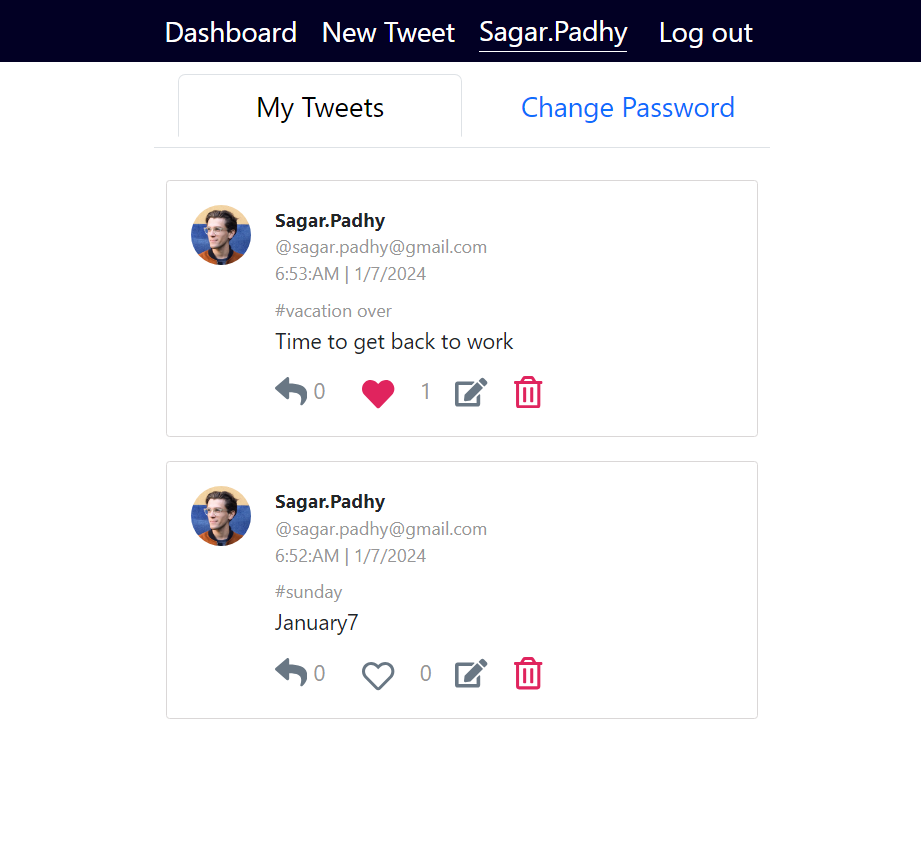 Dashboard New Tweet Sagar.Padhy Log out
My Tweets Change Password
Sagar.Padhy
@sagar.padhy@gmail.com
6:53:AM | 1/7/2024
#vacation over
Time to get back to work
0 1
Sagar.Padhy
@sagar.padhy@gmail.com
6:52:AM | 1/7/2024
#sunday
January7
0 0